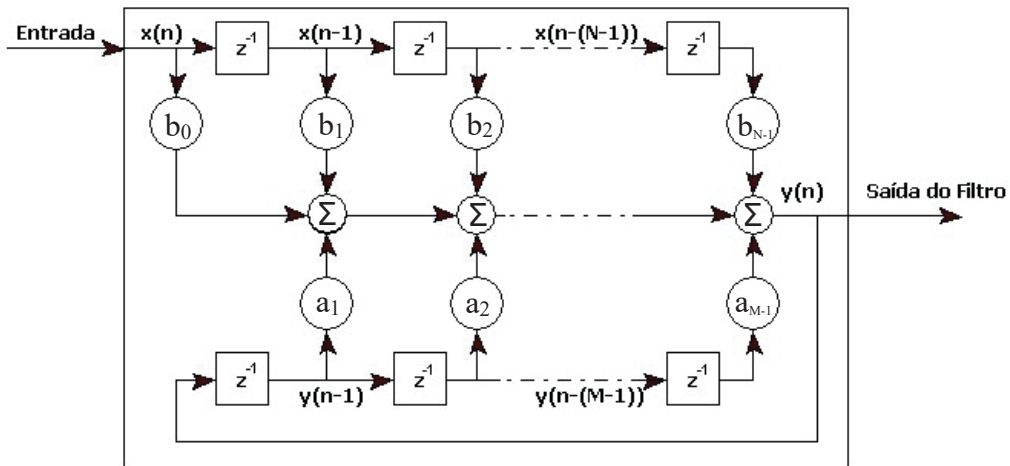 Entrada x(n) z⁻¹ x(n-1) z⁻¹ x(n-(N-1)) z⁻¹
b₀ b₁ b₂ b_N-1
Σ Σ Σ y(n) Saída do Filtro
a₁ a₂ a_M-1
z⁻¹ y(n-1) z⁻¹ y(n-(M-1)) z⁻¹